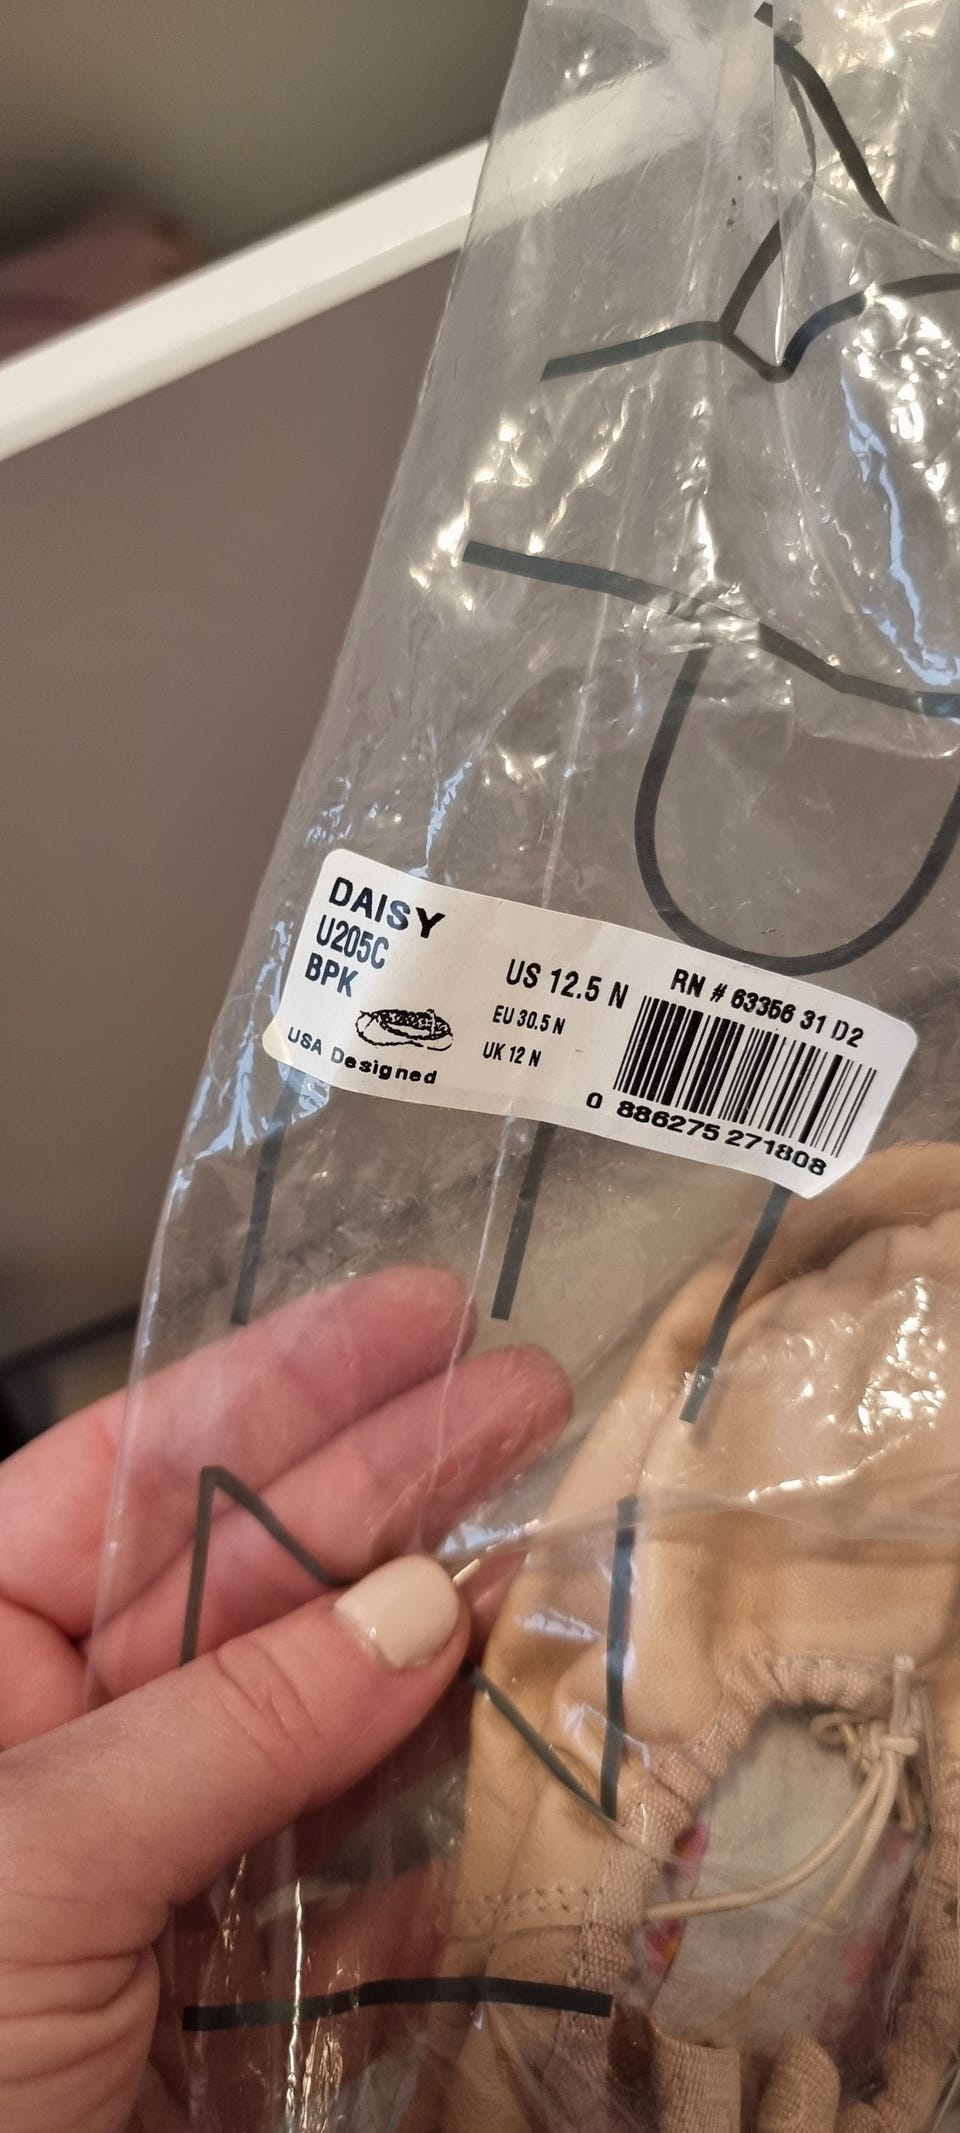 DAISY
U205C
BPK
USA Designed
US 12.5 N
EU 30.5 N
UK 12 N
RN # 63366 31 D2
0 886275 271808